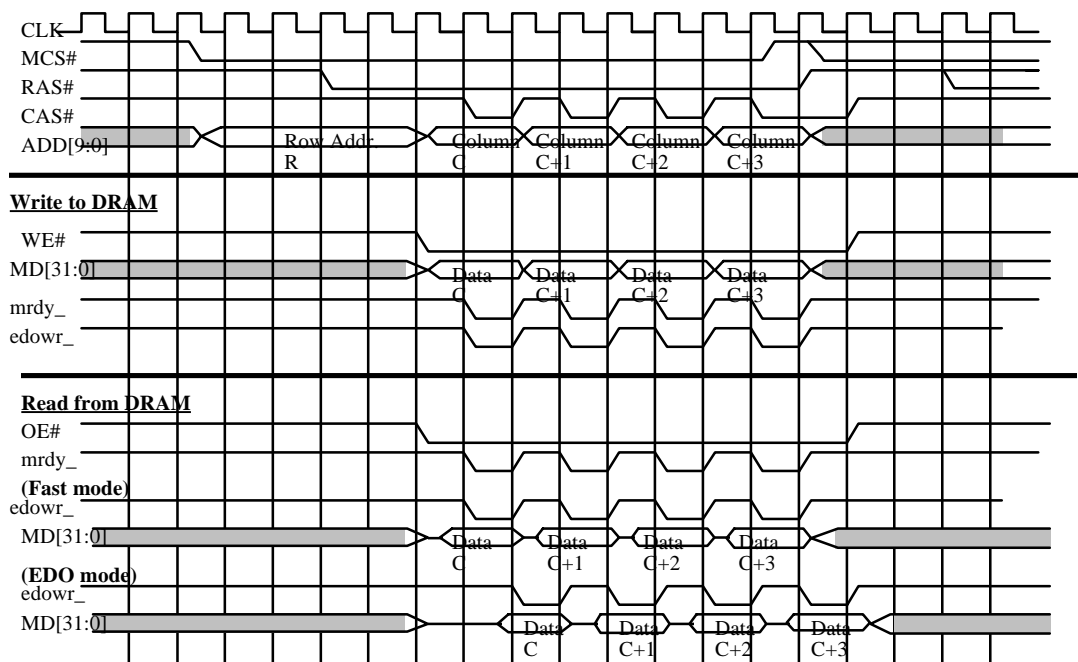 CLK
MCS#
RAS#
CAS#
ADD[9:0]
Row Addr
R
Column
C
Column
C+1
Column
C+2
Column
C+3
Write to DRAM
WE#
MD[31:0]
Data
C
Data
C+1
Data
C+2
Data
C+3
mrdy_
edowr_
Read from DRAM
OE#
mrdy_
(Fast mode)
edowr_
MD[31:0]
Data
C
Data
C+1
Data
C+2
Data
C+3
(EDO mode)
edowr_
MD[31:0]
Data
C
Data
C+1
Data
C+2
Data
C+3